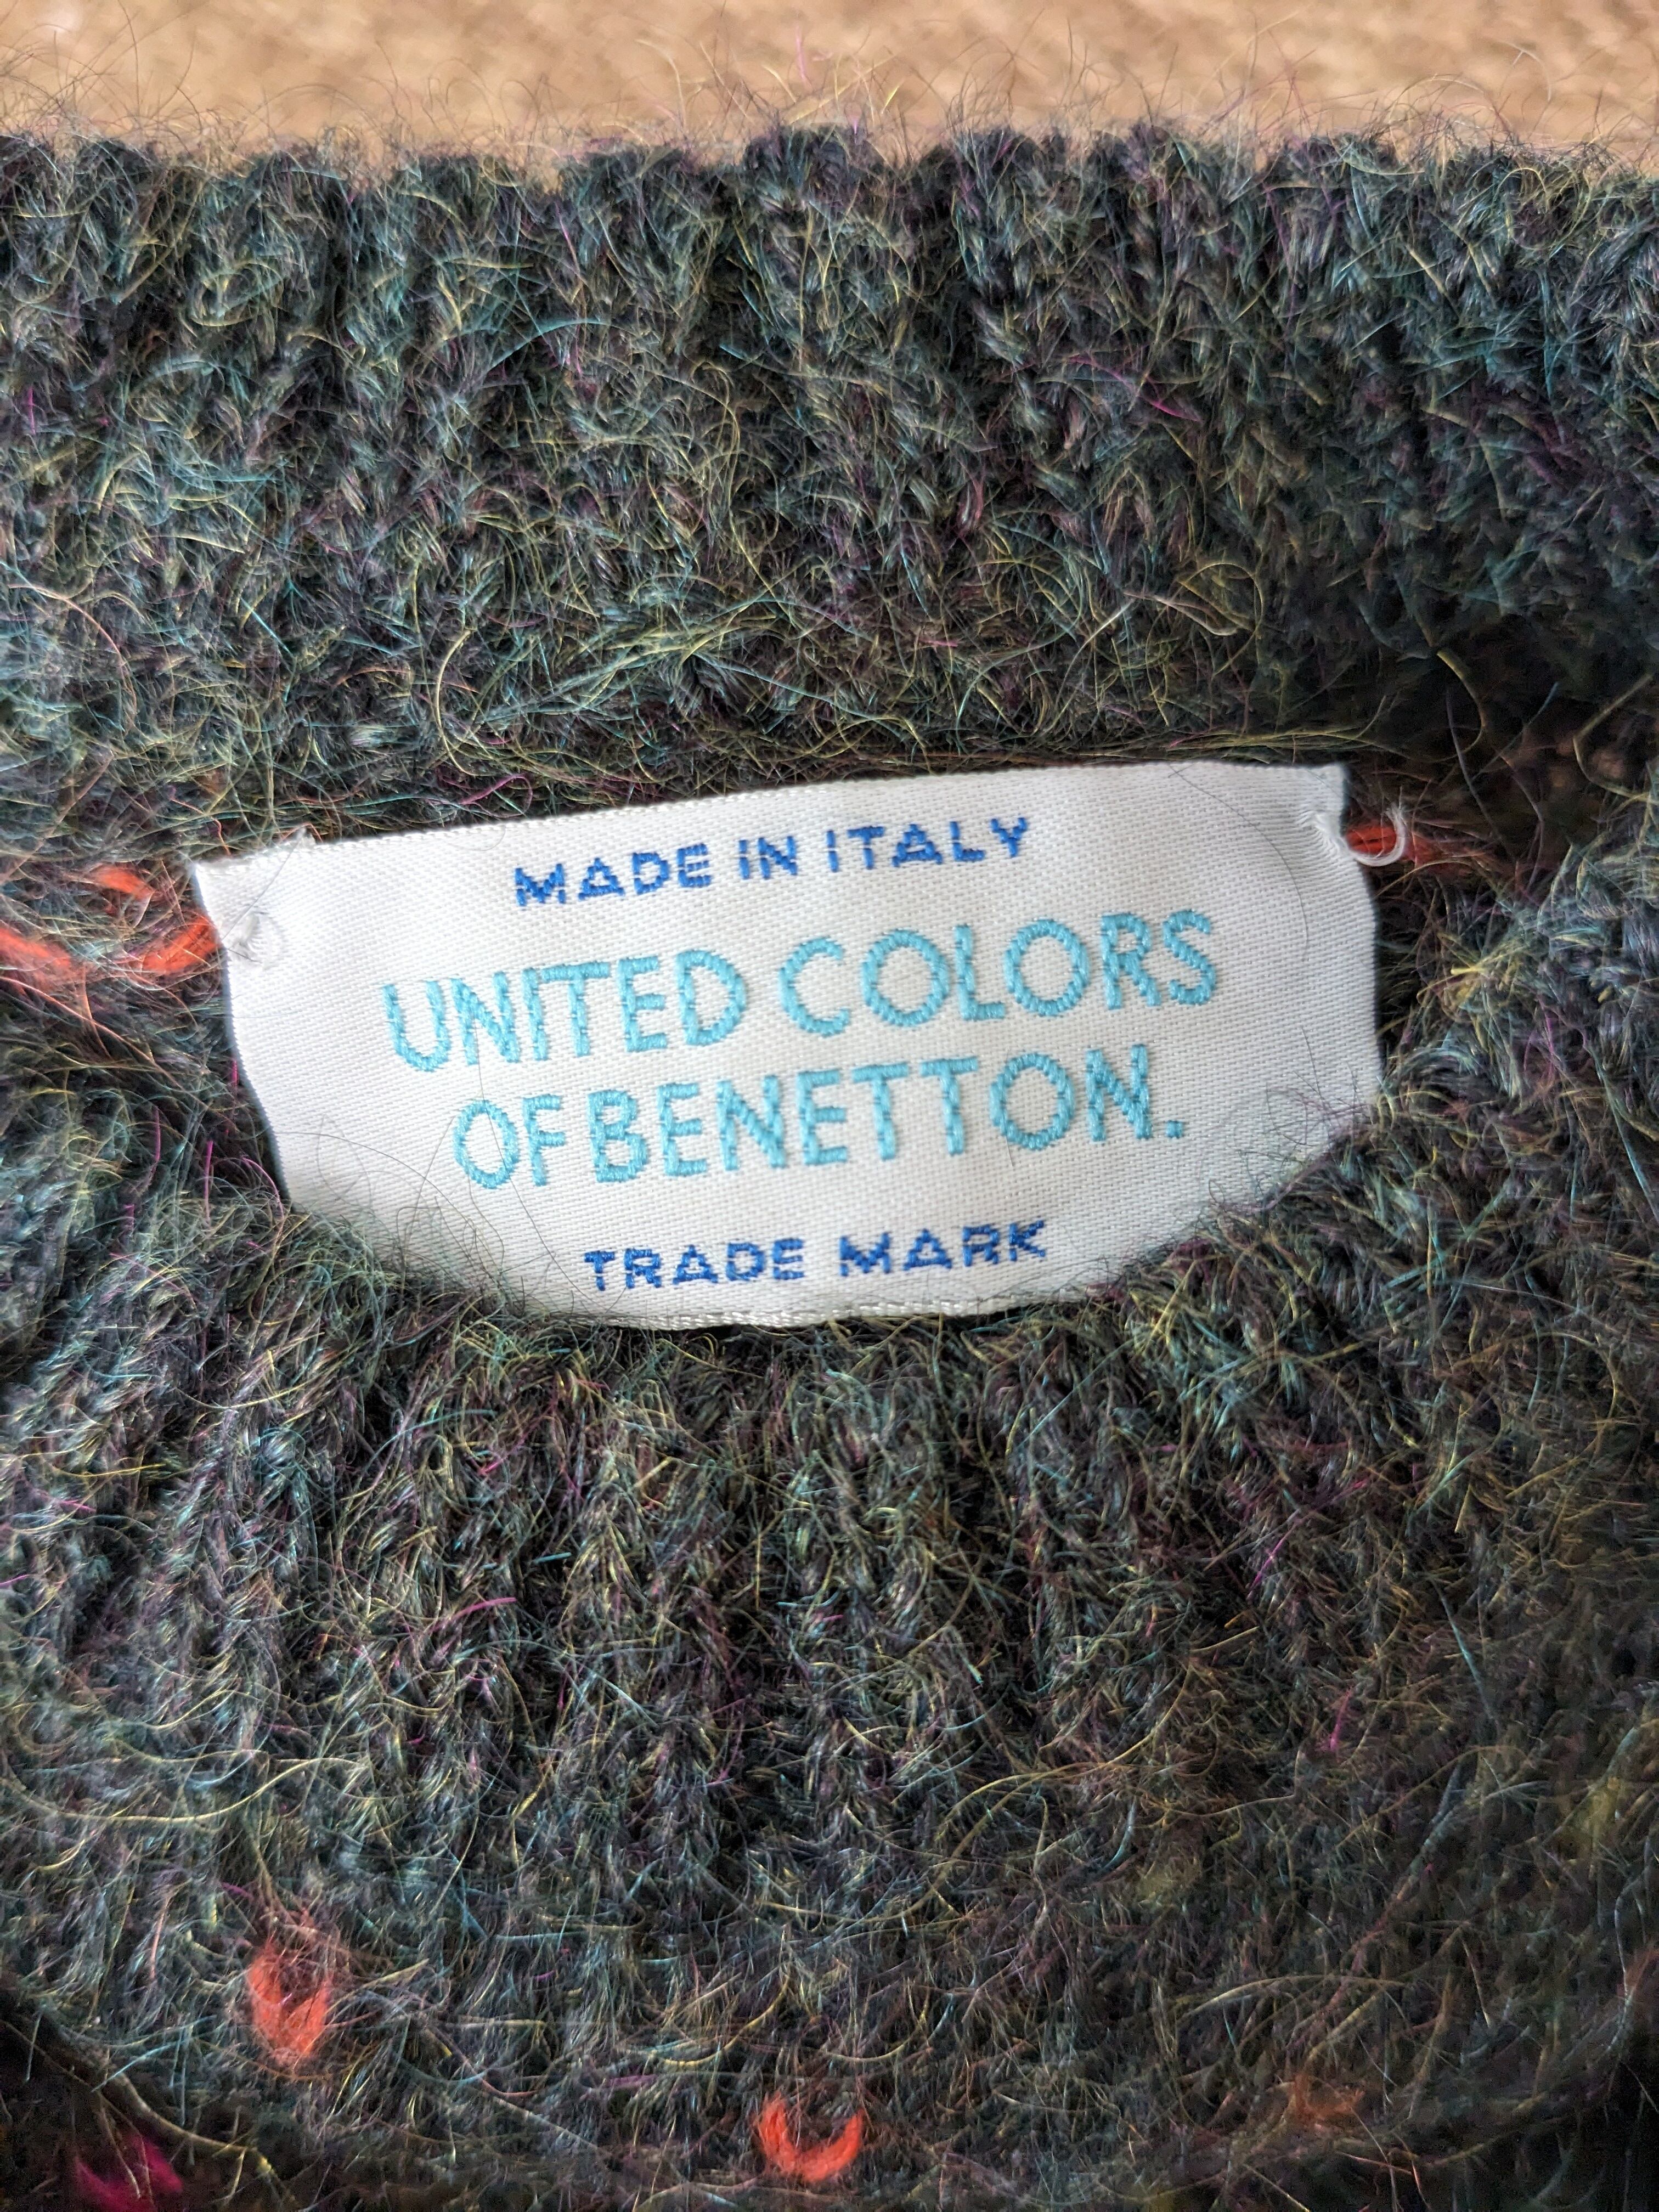 MADE IN ITALY
UNITED COLORS
OF BENETTON.
TRADE MARK